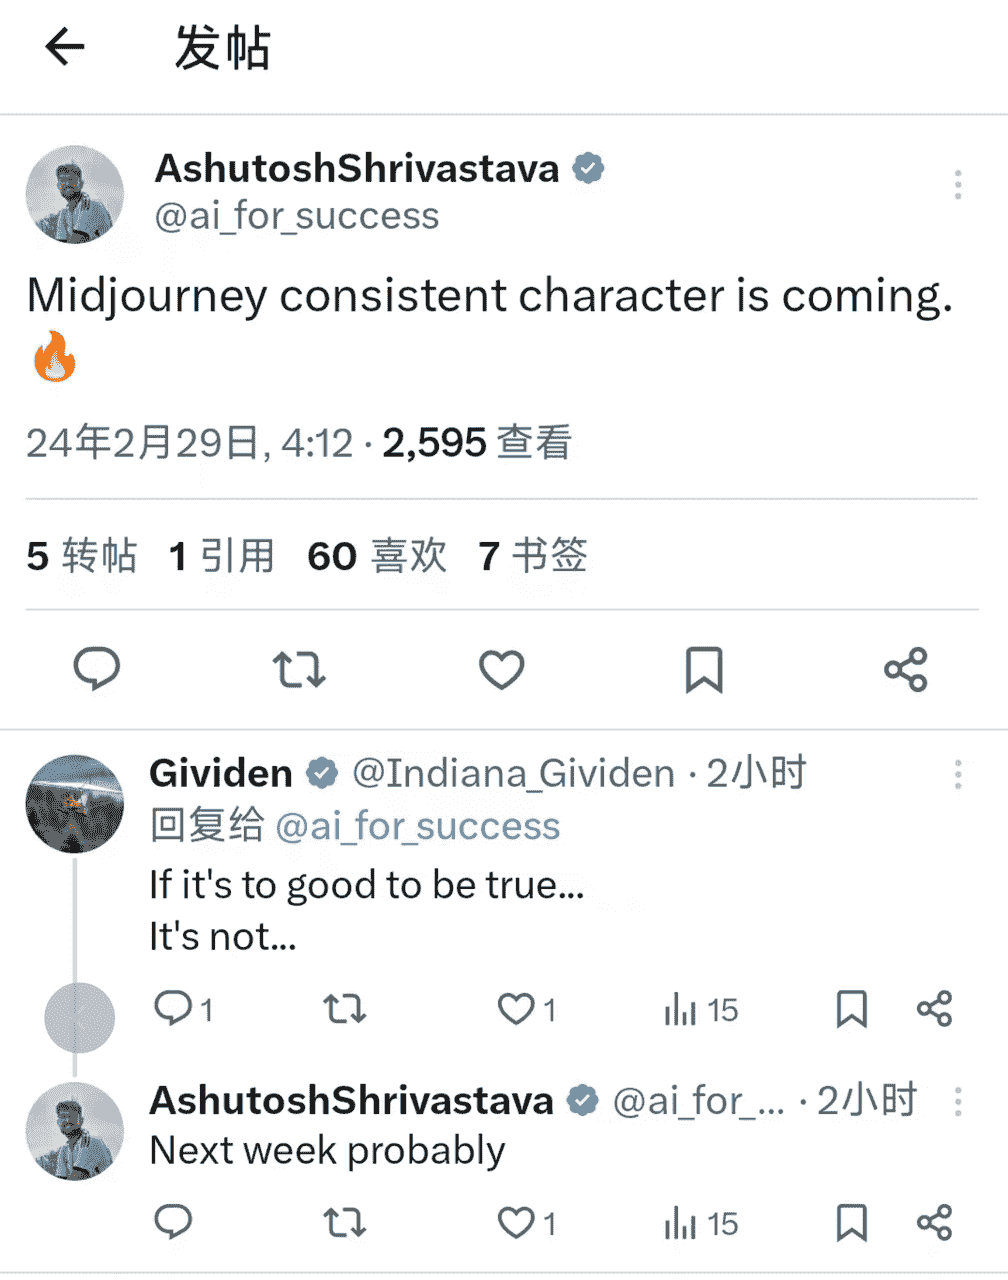 发帖
AshutoshShrivastava
@ai_for_success
Midjourney consistent character is coming.
🔥
24年2月29日, 4:12 · 2,595 查看
5 转帖 1 引用 60 喜欢 7 书签
Gividen @Indiana_Gividen · 2小时
回复给 @ai_for_success
If it's to good to be true...
It's not...
1 1 15
AshutoshShrivastava @ai_for_... · 2小时
Next week probably
1 15